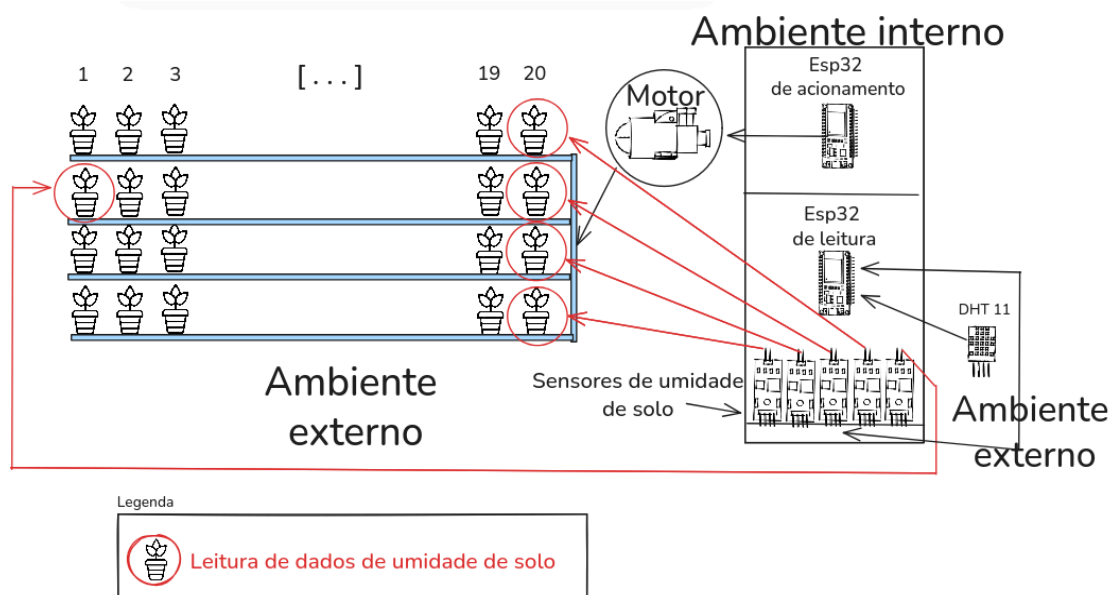 Ambiente interno
Esp32
de acionamento
1 2 3 [...] 19 20
Motor
Esp32
de leitura
DHT 11
Sensores de umidade
de solo
Ambiente
externo
Ambiente
externo
Legenda
Leitura de dados de umidade de solo